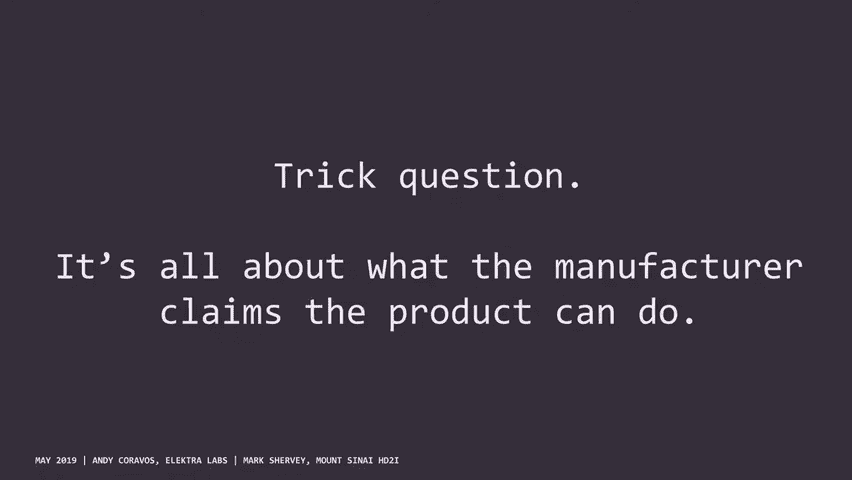 Trick question.
It’s all about what the manufacturer
claims the product can do.
MAY 2019 | ANDY CORAVOS, ELEKTRA LABS | MARK SHERVEY, MOUNT SINAI HD2I